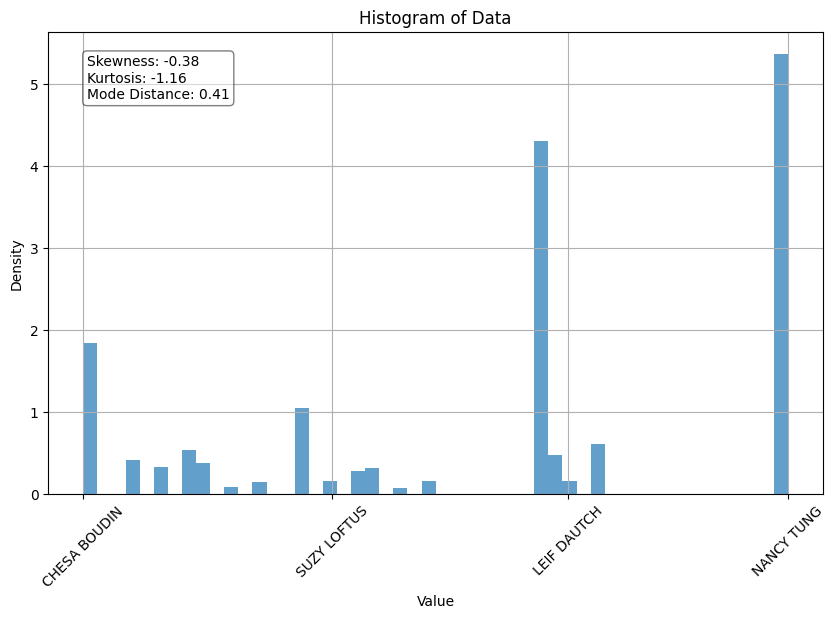 Histogram of Data
Skewness: -0.38
Kurtosis: -1.16
Mode Distance: 0.41
5
4
3
2
1
0
Density
CHESA BOUDIN
SUZY LOFTUS
LEIF DAUTCH
NANCY TUNG
Value